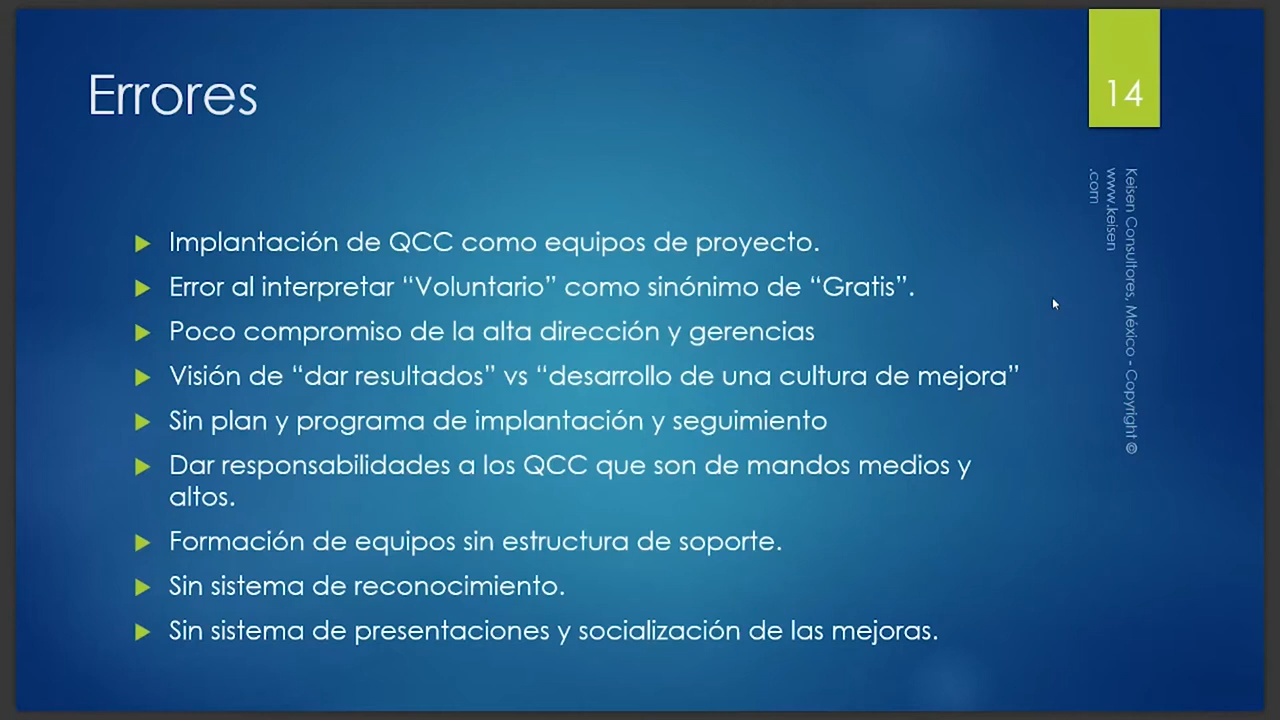 Errores
14
Implantación de QCC como equipos de proyecto.
Error al interpretar “Voluntario” como sinónimo de “Gratis”.
Poco compromiso de la alta dirección y gerencias
Visión de “dar resultados” vs “desarrollo de una cultura de mejora”
Sin plan y programa de implantación y seguimiento
Dar responsabilidades a los QCC que son de mandos medios y
altos.
Formación de equipos sin estructura de soporte.
Sin sistema de reconocimiento.
Sin sistema de presentaciones y socialización de las mejoras.
Keisen Consultores, México - Copyright ©
www.keisen
.com